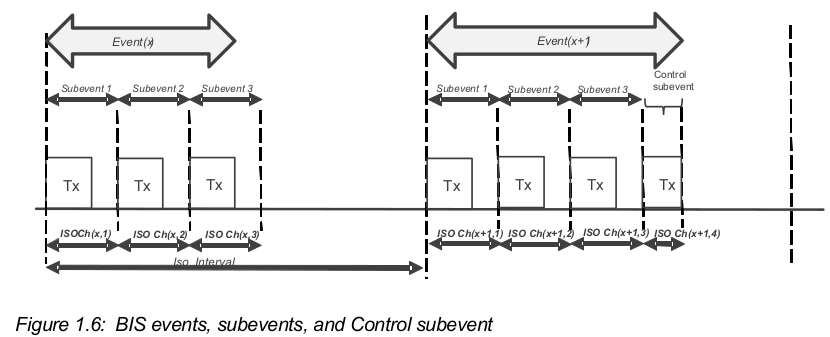 Event(x)
Event(x+1)
Subevent 1 Subevent 2 Subevent 3
Subevent 1 Subevent 2 Subevent 3
Control
subevent
Tx Tx Tx
Tx Tx Tx Tx
ISOCh(x,1) ISO Ch(x,2) ISO Ch(x,3)
ISO Ch(x+1,1) ISO Ch(x+1,2) ISO Ch(x+1,3) ISO Ch(x+1,4)
Iso_Interval
Figure 1.6: BIS events, subevents, and Control subevent